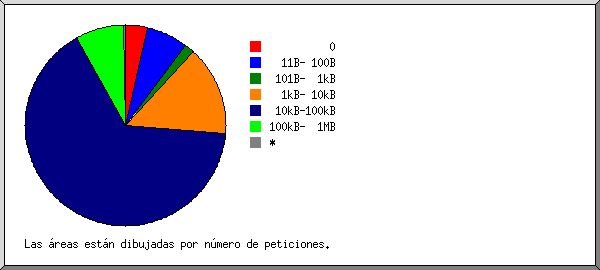 0
11B- 100B
101B- 1kB
1kB- 10kB
10kB-100kB
100kB- 1MB
*
Las áreas están dibujadas por número de peticiones.